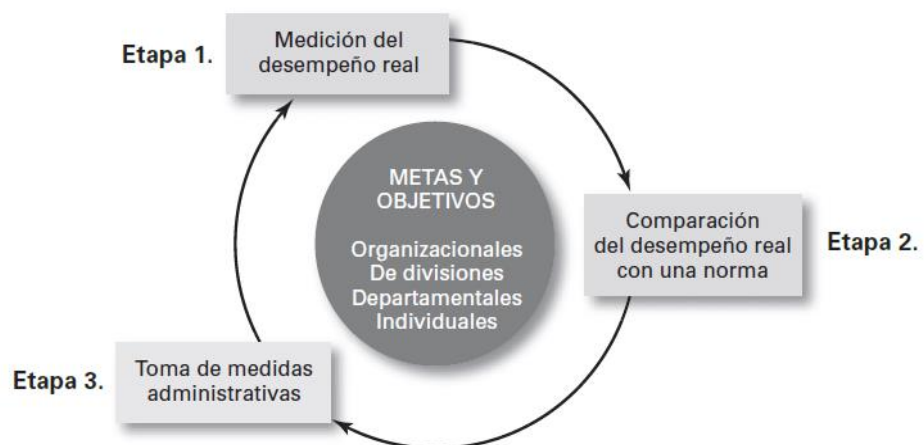 Etapa 1.
Medición del
desempeño real
METAS Y
OBJETIVOS
Organizacionales
De divisiones
Departamentales
Individuales
Comparación
del desempeño real
con una norma
Etapa 2.
Etapa 3.
Toma de medidas
administrativas